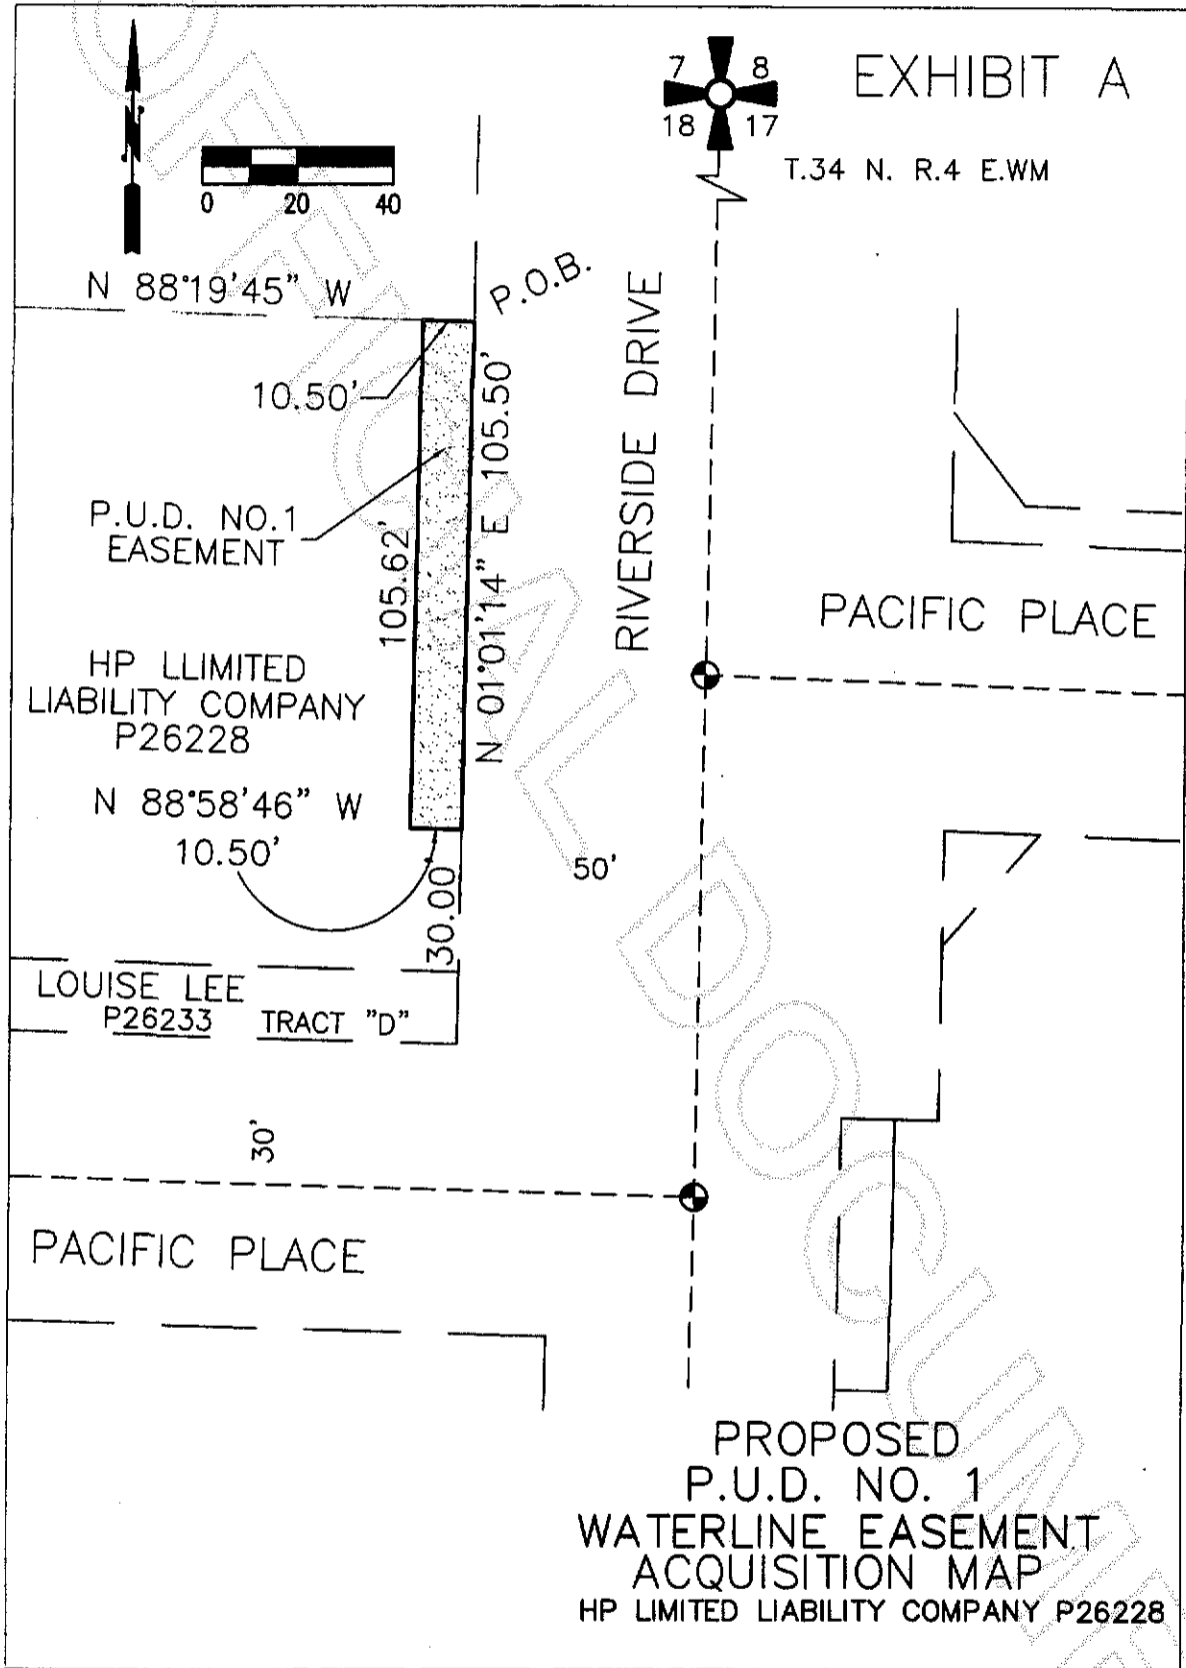 EXHIBIT A
7 8
18 17
T.34 N. R.4 E.WM
N
0 20 40
N 88°19'45" W
P.O.B.
10.50'
105.50'
N 01°01'14" E
RIVERSIDE DRIVE
P.U.D. NO.1
EASEMENT
105.62'
PACIFIC PLACE
HP LLIMITED
LIABILITY COMPANY
P26228
N 88°58'46" W
10.50'
30.00
50'
LOUISE LEE
P26233 TRACT "D"
30'
PACIFIC PLACE
PROPOSED
P.U.D. NO. 1
WATERLINE EASEMENT
ACQUISITION MAP
HP LIMITED LIABILITY COMPANY P26228
UNOFFICIAL DOCUMENT